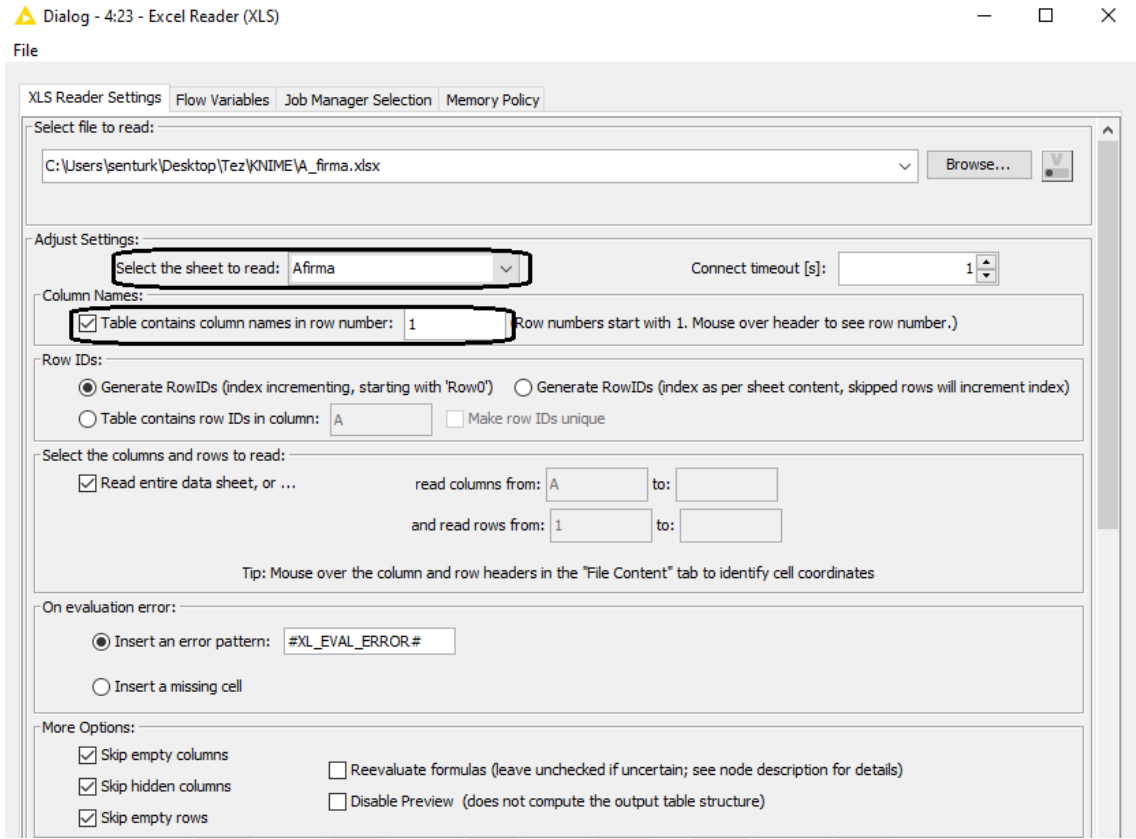 Dialog - 4:23 - Excel Reader (XLS)
File
XLS Reader Settings Flow Variables Job Manager Selection Memory Policy
Select file to read:
C:\Users\senturk\Desktop\Tez\KNIME\A_firma.xlsx Browse... V
Adjust Settings:
Select the sheet to read: Afirma Connect timeout [s]: 1
Column Names:
Table contains column names in row number: 1 (Row numbers start with 1. Mouse over header to see row number.)
Row IDs:
Generate RowIDs (index incrementing, starting with 'Row0') Generate RowIDs (index as per sheet content, skipped rows will increment index)
Table contains row IDs in column: A Make row IDs unique
Select the columns and rows to read:
Read entire data sheet, or ... read columns from: A to:
and read rows from: 1 to:
Tip: Mouse over the column and row headers in the "File Content" tab to identify cell coordinates
On evaluation error:
Insert an error pattern: #XL_EVAL_ERROR#
Insert a missing cell
More Options:
Skip empty columns
Reevaluate formulas (leave unchecked if uncertain; see node description for details)
Skip hidden columns
Disable Preview (does not compute the output table structure)
Skip empty rows